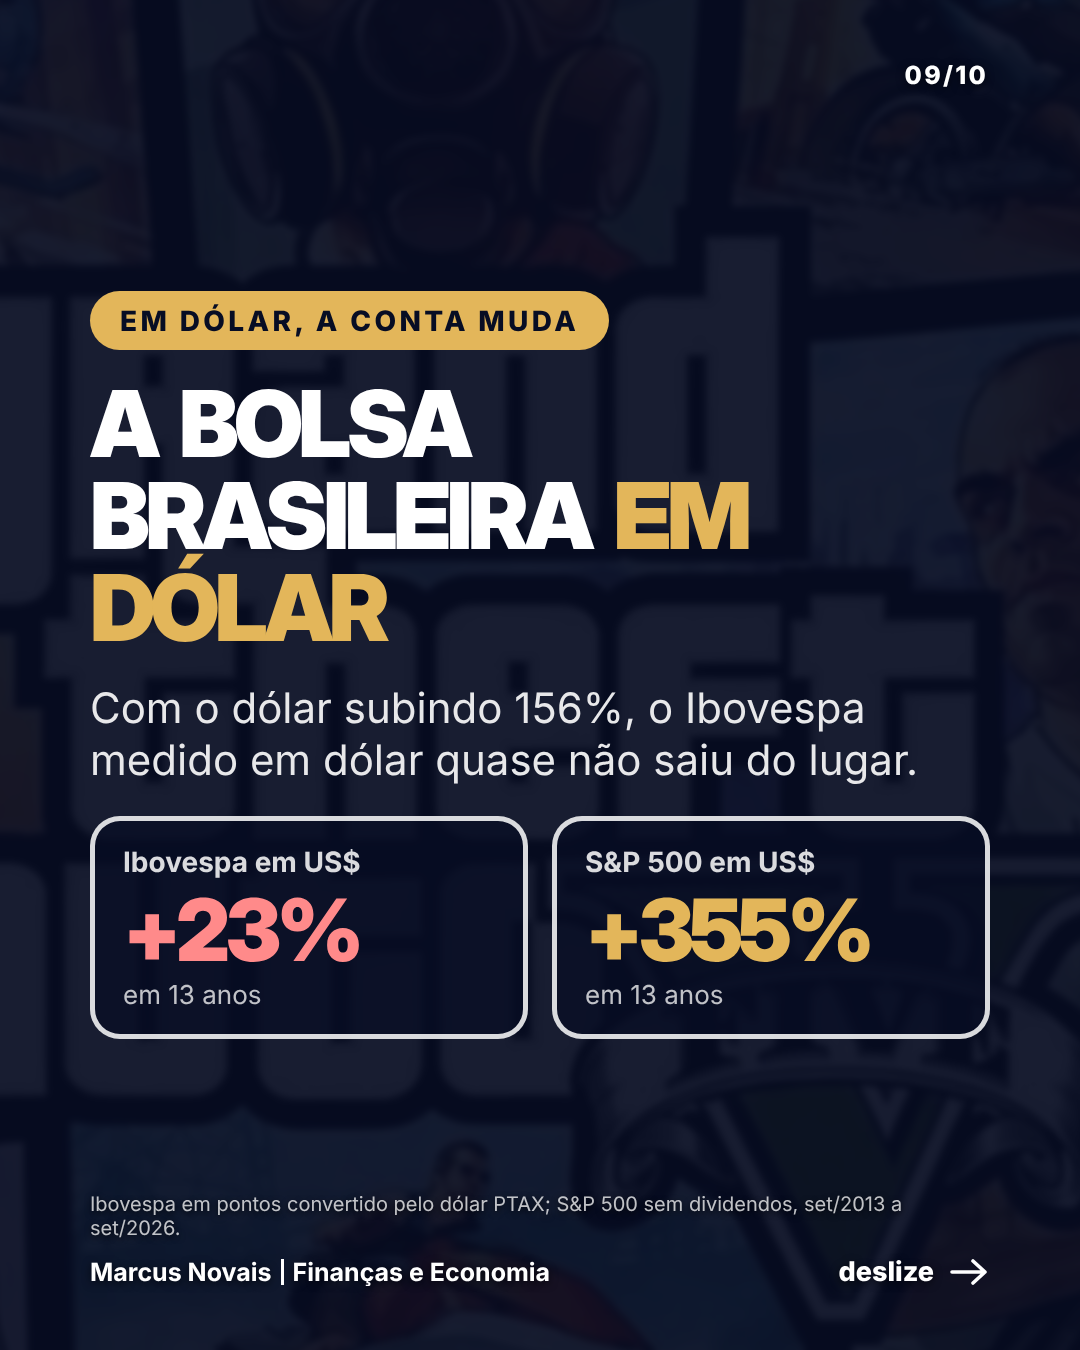 09/10
EM DÓLAR, A CONTA MUDA
A BOLSA
BRASILEIRA EM
DÓLAR
Com o dólar subindo 156%, o Ibovespa
medido em dólar quase não saiu do lugar.
Ibovespa em US$
+23%
em 13 anos
S&P 500 em US$
+355%
em 13 anos
Ibovespa em pontos convertido pelo dólar PTAX; S&P 500 sem dividendos, set/2013 a
set/2026.
Marcus Novais | Finanças e Economia
deslize →